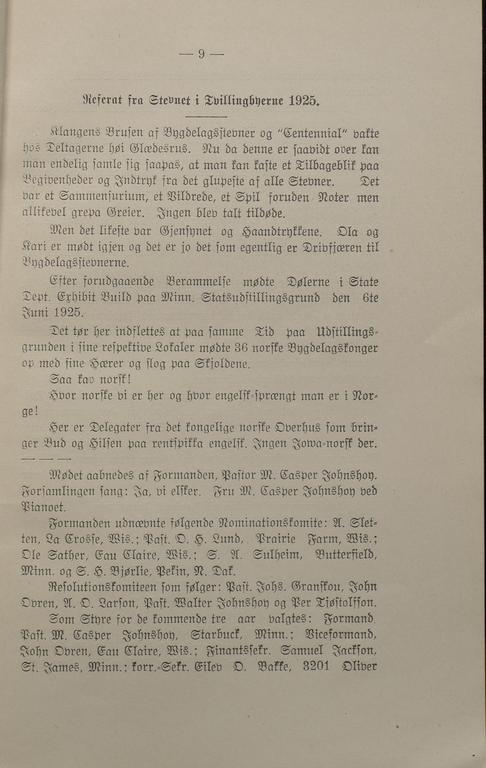 — 9 —
Referat fra Stevnet i Tvillingbyerne 1925.
Klangens Brusen af Bygdelagsstevner og "Centennial" vakte
hos Deltagerne høi Glædesrus. Nu da denne er saavidt over kan
man endelig samle sig saapas, at man kan kaste et Tilbageblik paa
Begivenheder og Indtryk fra det glupeste af alle Stevner. Det
var et Sammensurium, et Vildrede, et Spil foruden Noter men
allikevel grepa Greier. Ingen blev talt tildøde.
Men det likeste var Gjensynet og Haandtrykkene. Ola og
Kari er mødt igjen og det er jo det som egentlig er Drivfjæren til
Bygdelagsstevnerne.
Efter forudgaaende Berammelse mødte Dølerne i State
Dept. Exhibit Build paa Minn. Statsudstillingsgrund den 6te
Juni 1925.
Det tør her indflettes at paa samme Tid paa Udstillings-
grunden i sine respektive Lokaler mødte 36 norske Bygdelagskonger
op med sine Hærer og slog paa Skjoldene.
Saa kav norsk!
Hvor norske vi er her og hvor engelsk-sprængt man er i Nor-
ge!
Her er Delegater fra det kongelige norske Overhus som brin-
ger Bud og Hilsen paa rentspikka engelsk. Ingen Iowa-norsk der.
— — —
Mødet aabnedes af Formanden, Pastor M. Casper Johnshoy.
Forsamlingen sang: Ja, vi elsker. Fru M. Casper Johnshoy ved
Pianoet.
Formanden udnævnte følgende Nominationskomite: A. Slet-
ten, La Crosse, Wis.; Past. O. H. Lund, Prairie Farm, Wis.;
Ole Sather, Eau Claire, Wis.; S. A. Sulheim, Butterfield,
Minn. og S. H. Bjørlie, Pekin, N. Dak.
Resolutionskomiteen som følger: Past. Johs. Granskou, John
Ovren, A. O. Larson, Past. Walter Johnshoy og Per Tjøstolfson.
Som Styre for de kommende tre aar valgtes: Formand
Past. M. Casper Johnshoy, Starbuck, Minn.; Viceformand,
John Ovren, Eau Claire, Wis.; Finantssekr. Samuel Jackson,
St. James, Minn.; korr.-Sekr. Eilev O. Bakke, 3201 Oliver